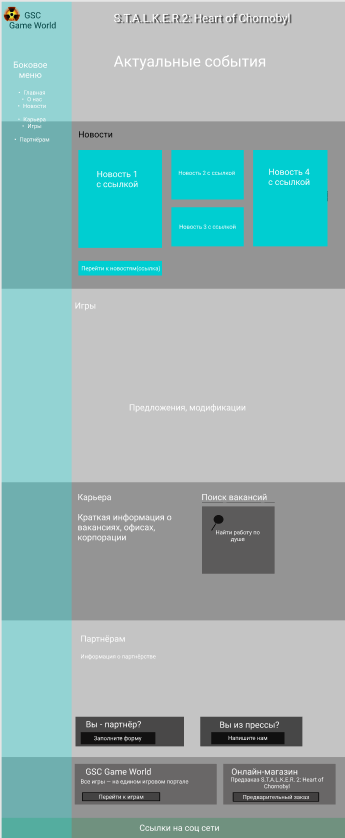 GSC
Game World
S.T.A.L.K.E.R 2: Heart of Chornobyl
Актуальные события
Боковое
меню
• Главная
• О нас
• Новости
• Карьера
• Игры
• Партнёрам
Новости
Новость 1
с ссылкой
Новость 2 с ссылкой
Новость 3 с ссылкой
Новость 4
с ссылкой
Перейти к новостям(ссылка)
Игры
Предложения, модификации
Карьера
Краткая информация о
вакансиях, офисах,
корпорации
Поиск вакансий
Найти работу по
душе
Партнёрам
Информация о партнёрстве
Вы - партнёр?
Заполните форму
Вы из прессы?
Напишите нам
GSC Game World
Все игры — на едином игровом портале
Перейти к играм
Онлайн-магазин
Предзаказ S.T.A.L.K.E.R. 2: Heart of
Chornobyl
Предварительный заказ
Ссылки на соц сети